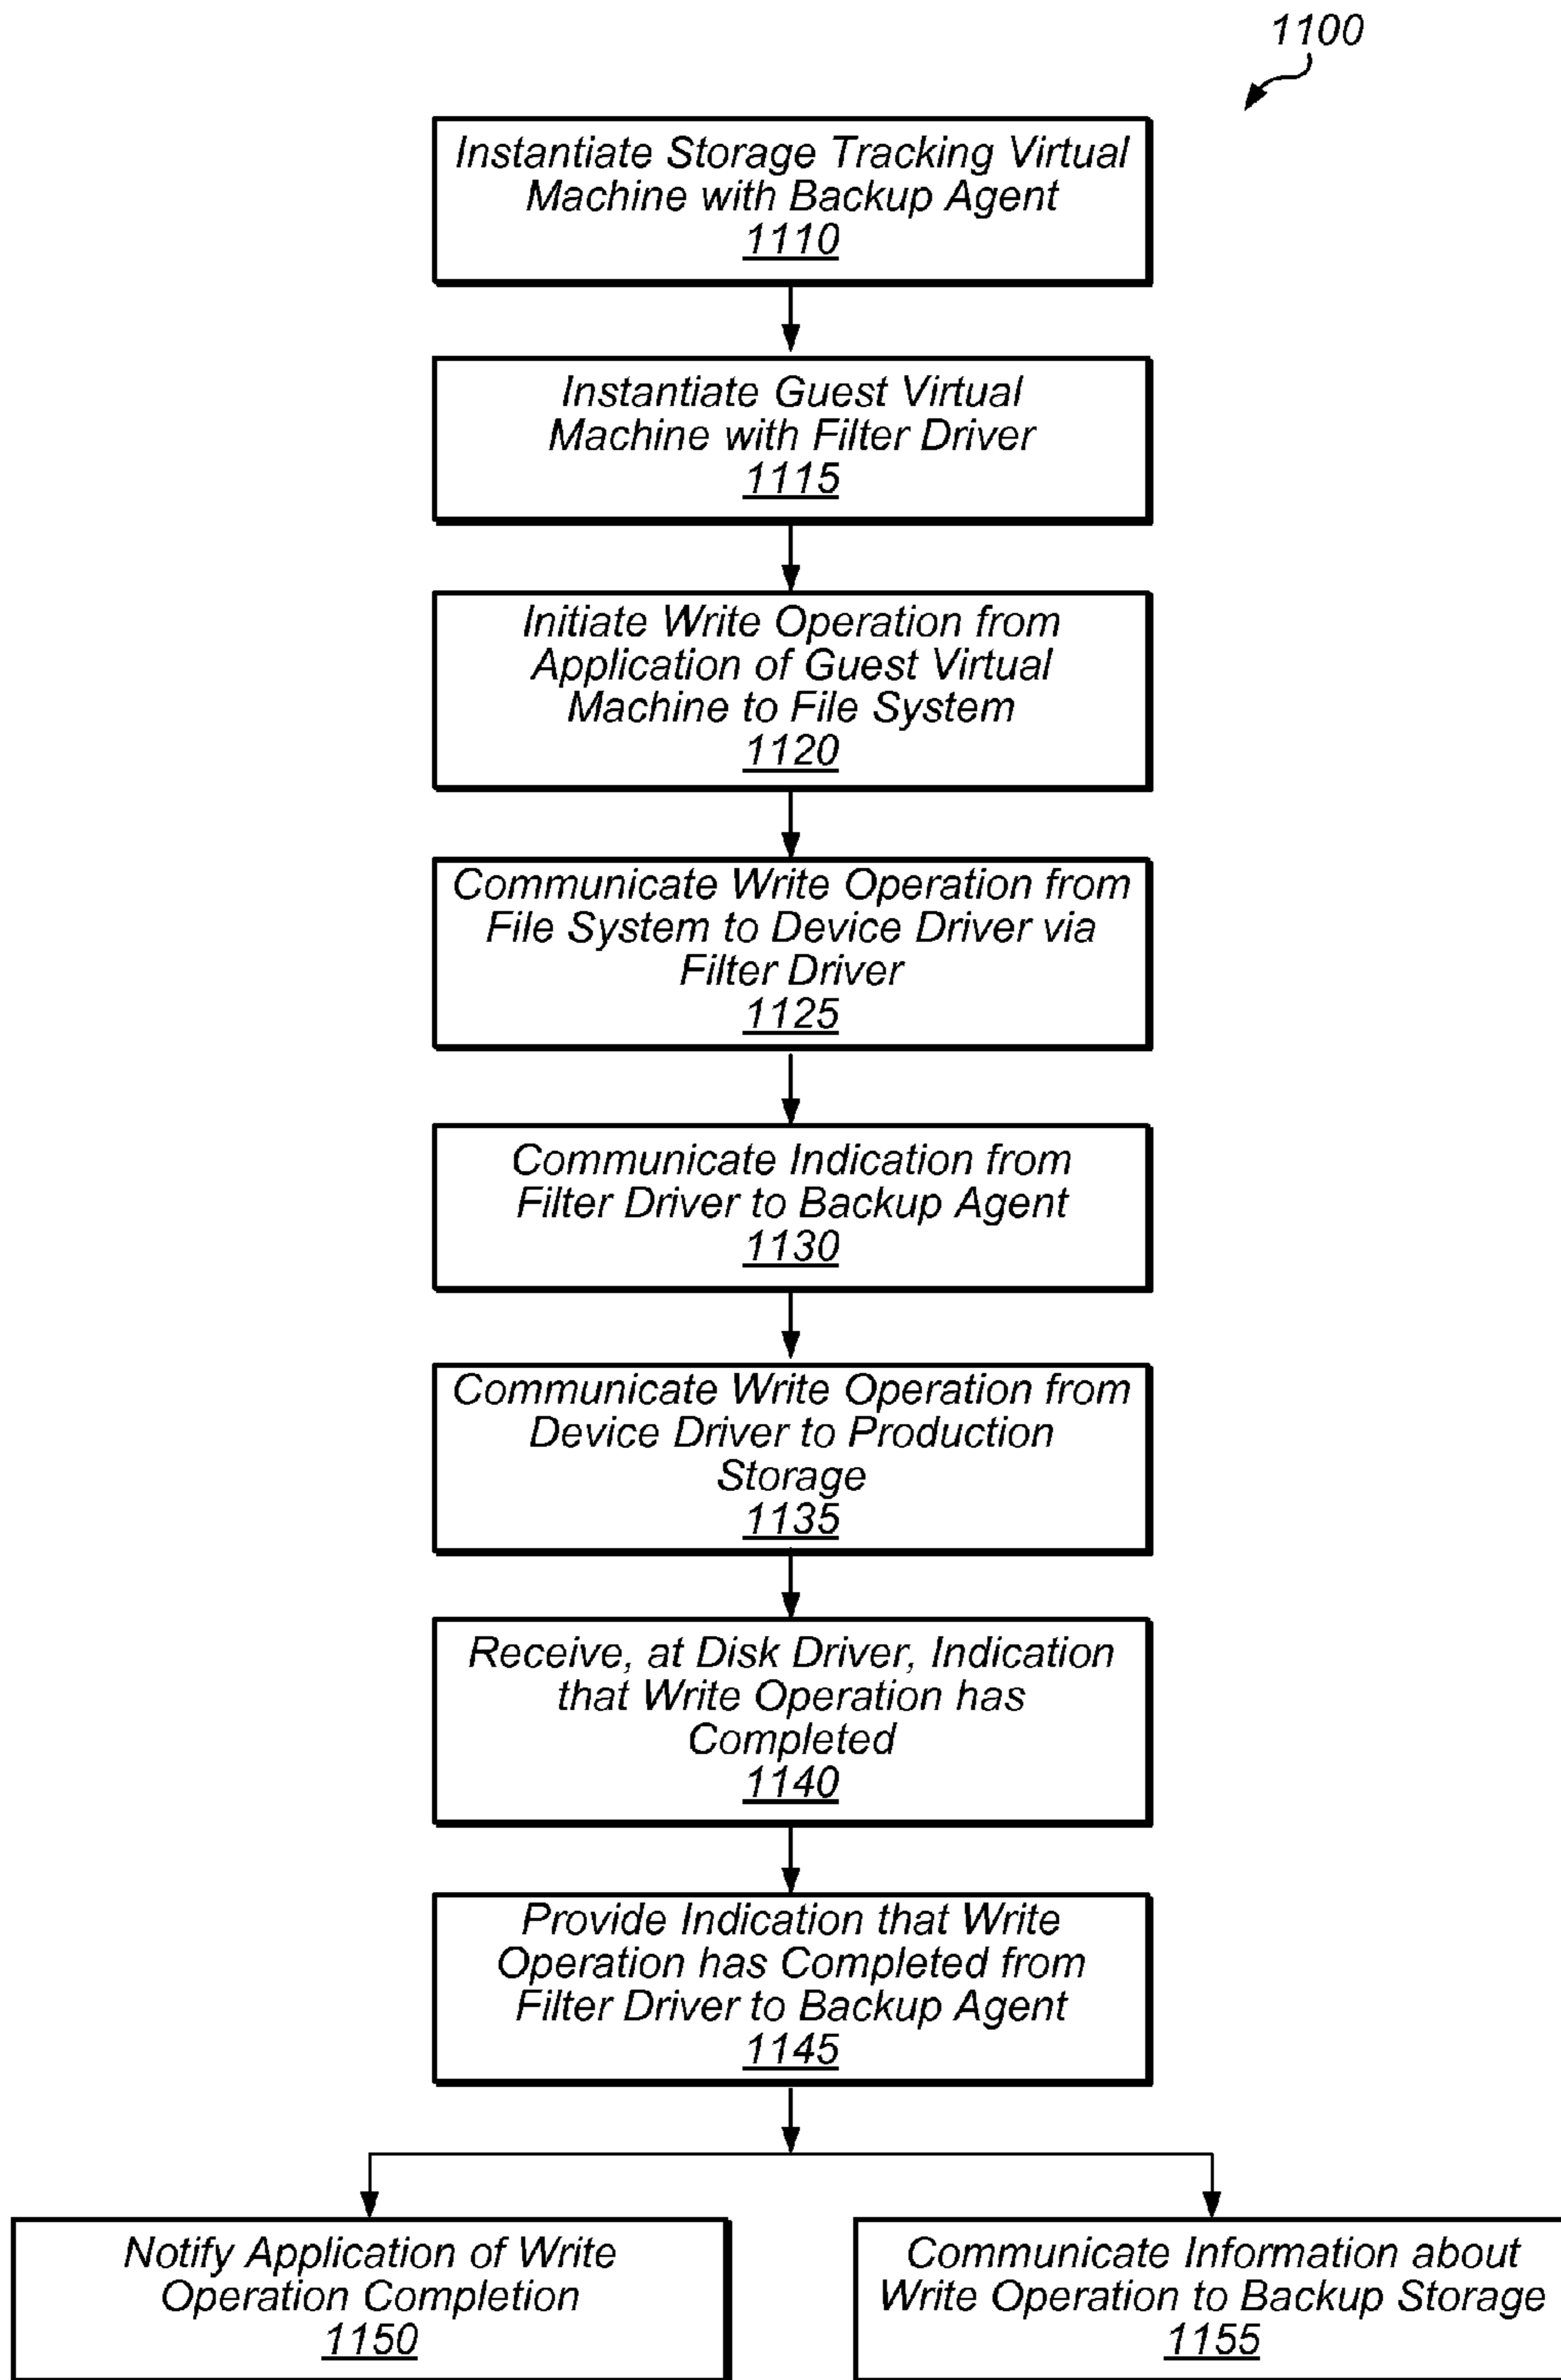 1100
Instantiate Storage Tracking Virtual
Machine with Backup Agent
1110
Instantiate Guest Virtual
Machine with Filter Driver
1115
Initiate Write Operation from
Application of Guest Virtual
Machine to File System
1120
Communicate Write Operation from
File System to Device Driver via
Filter Driver
1125
Communicate Indication from
Filter Driver to Backup Agent
1130
Communicate Write Operation from
Device Driver to Production
Storage
1135
Receive, at Disk Driver, Indication
that Write Operation has
Completed
1140
Provide Indication that Write
Operation has Completed from
Filter Driver to Backup Agent
1145
Notify Application of Write
Operation Completion
1150
Communicate Information about
Write Operation to Backup Storage
1155